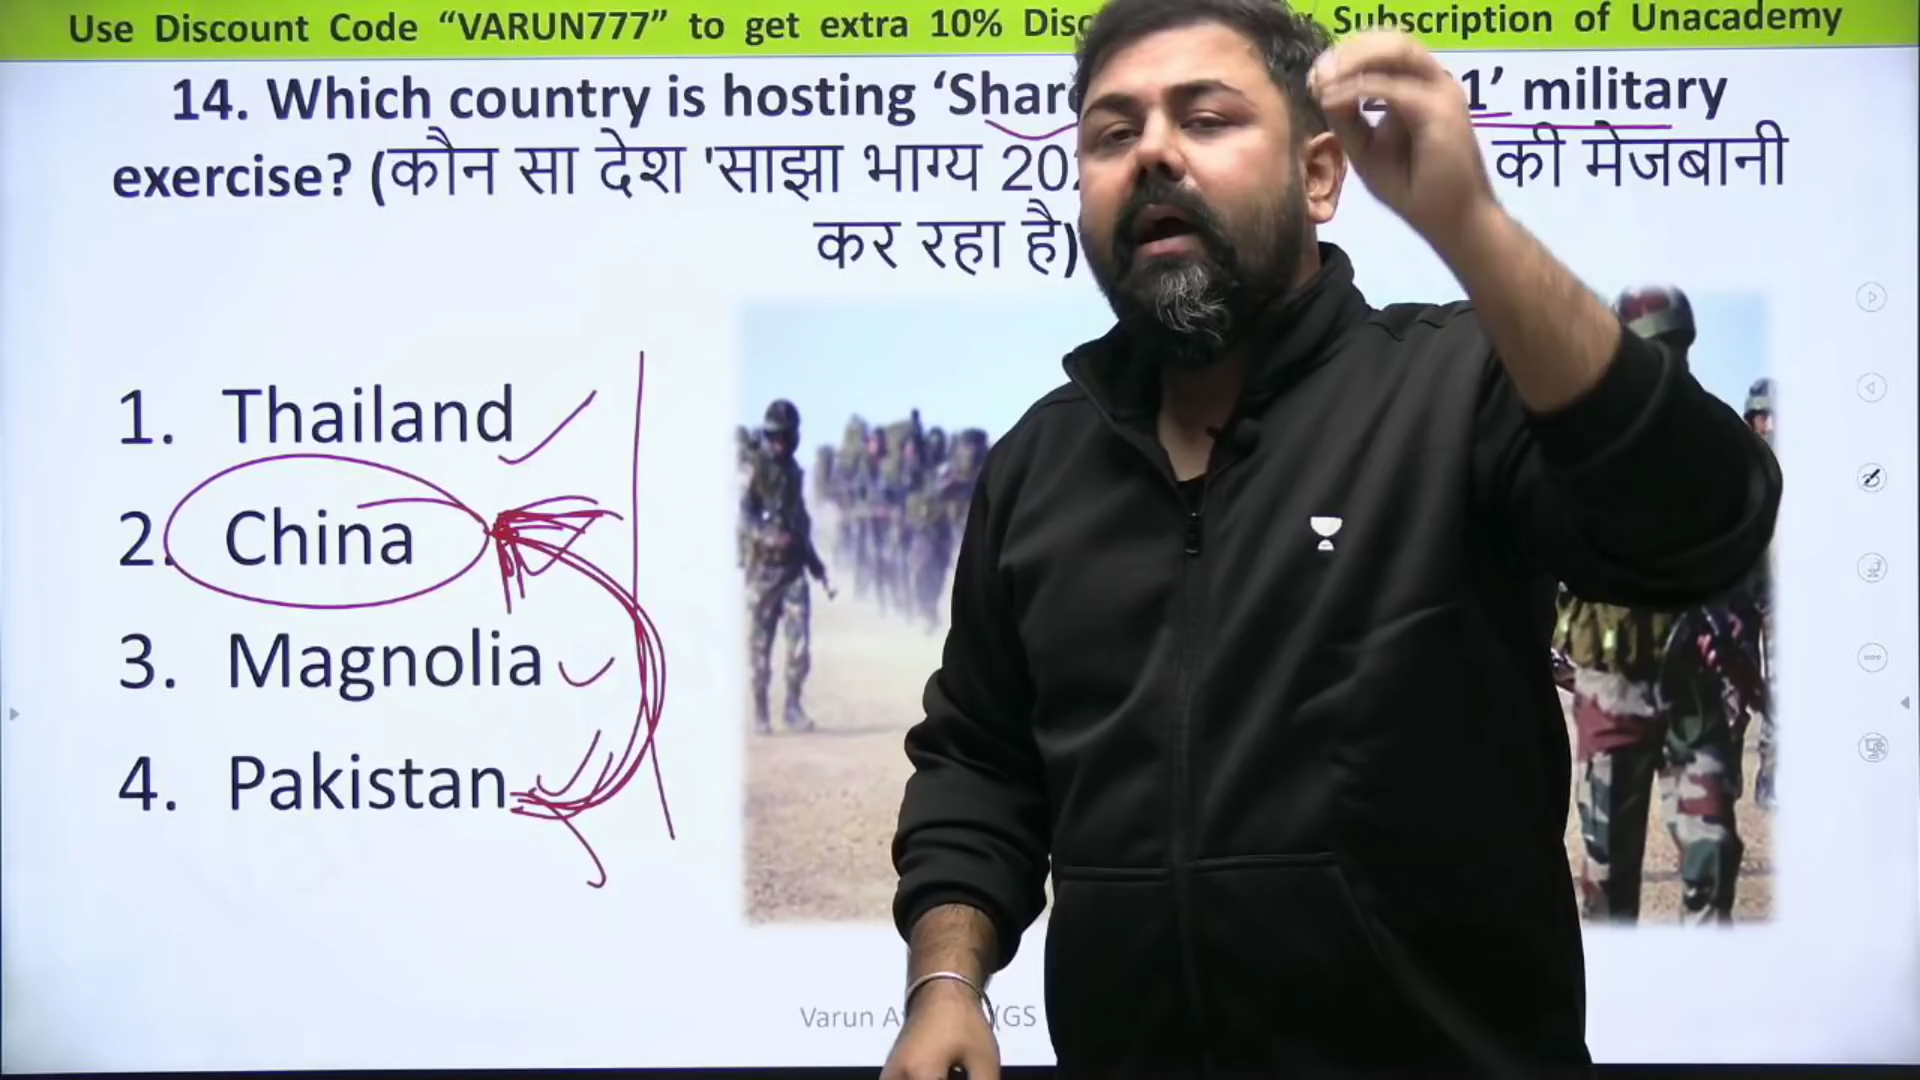 Use Discount Code “VARUN777” to get extra 10% Subscription of Unacademy
14. Which country is hosting ‘Share 1’ military
exercise? (कौन सा देश 'साझा भाग्य 20 की मेजबानी
कर रहा है)
1. Thailand
2. China
3. Magnolia
4. Pakistan
Varun (GS